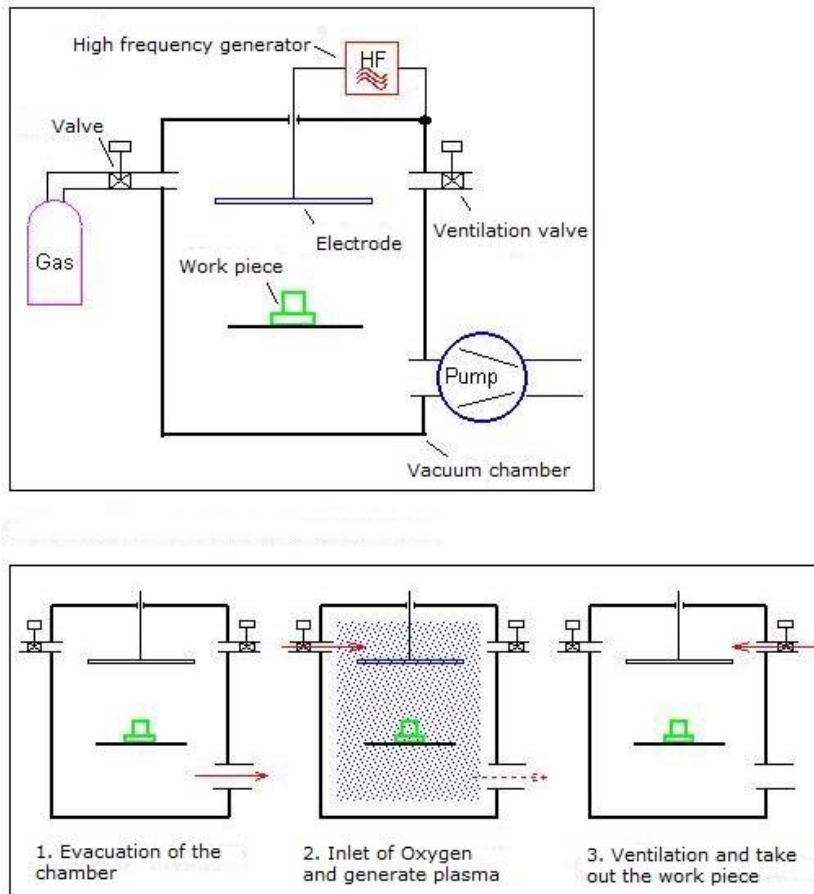 High frequency generator
HF
Valve
Ventilation valve
Electrode
Gas
Work piece
Pump
Vacuum chamber
1. Evacuation of the
chamber
2. Inlet of Oxygen
and generate plasma
3. Ventilation and take
out the work piece